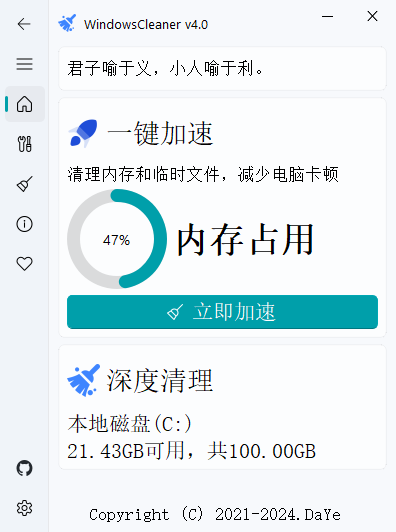 WindowsCleaner v4.0
君子喻于义，小人喻于利。
一键加速
清理内存和临时文件，减少电脑卡顿
47%
内存占用
立即加速
深度清理
本地磁盘(C:)
21.43GB可用，共100.00GB
Copyright (C) 2021-2024.DaYe